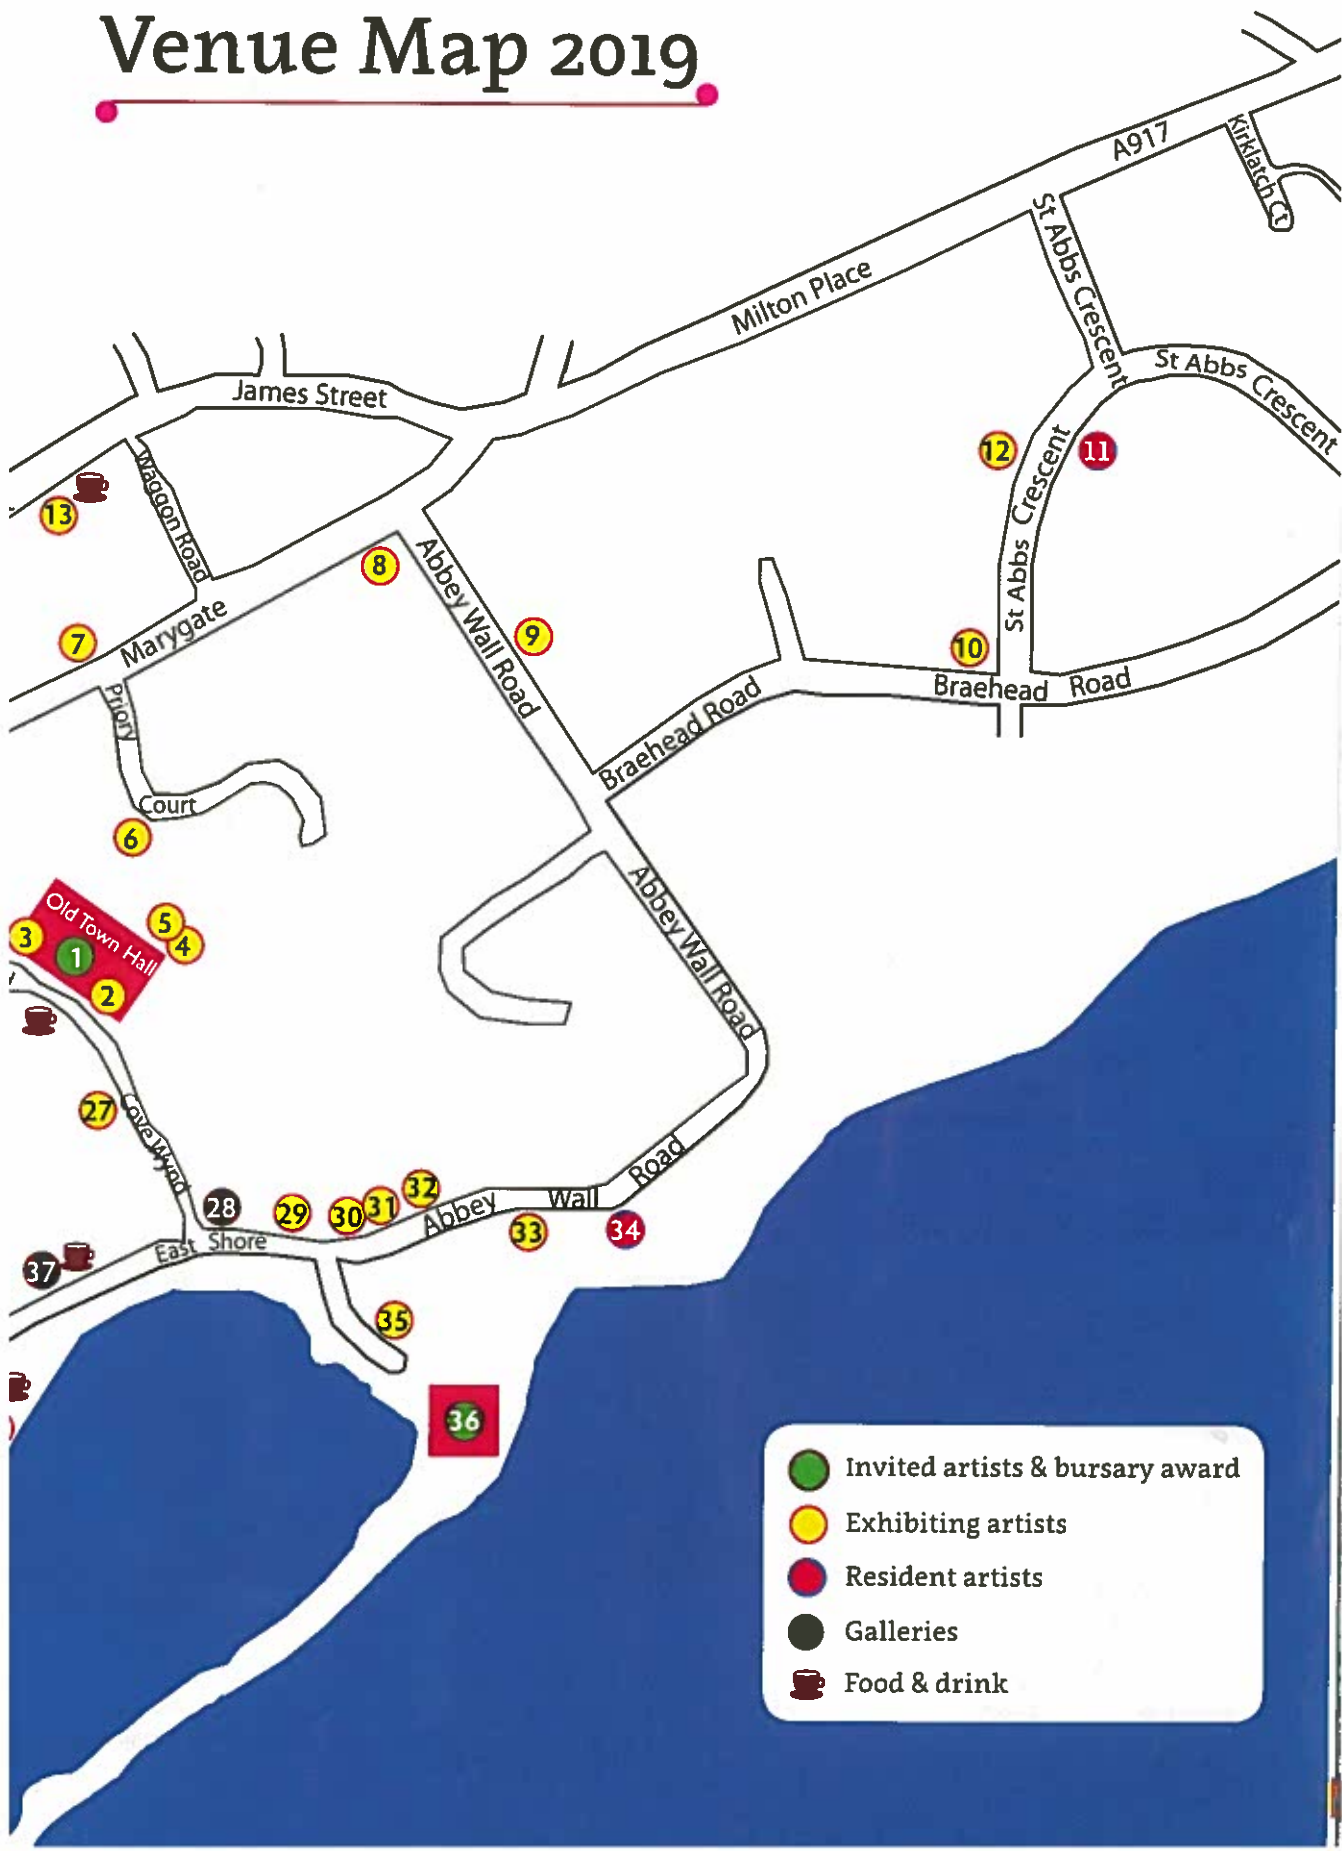 Venue Map 2019
A917
Kirklatch Ct
St Abbs Crescent
Milton Place
St Abbs Crescent
James Street
12
St Abbs Crescent
11
13
Waggon Road
8
Abbey Wall Road
9
7
Marygate
10
Braehead Road
Priory
Court
Braehead Road
6
Old Town Hall
3
1
2
5
4
Abbey Wall Road
27
Cove Wynd
28
29
30
31
32
Abbey Wall Road
33
34
East Shore
37
35
36
Invited artists & bursary award
Exhibiting artists
Resident artists
Galleries
Food & drink